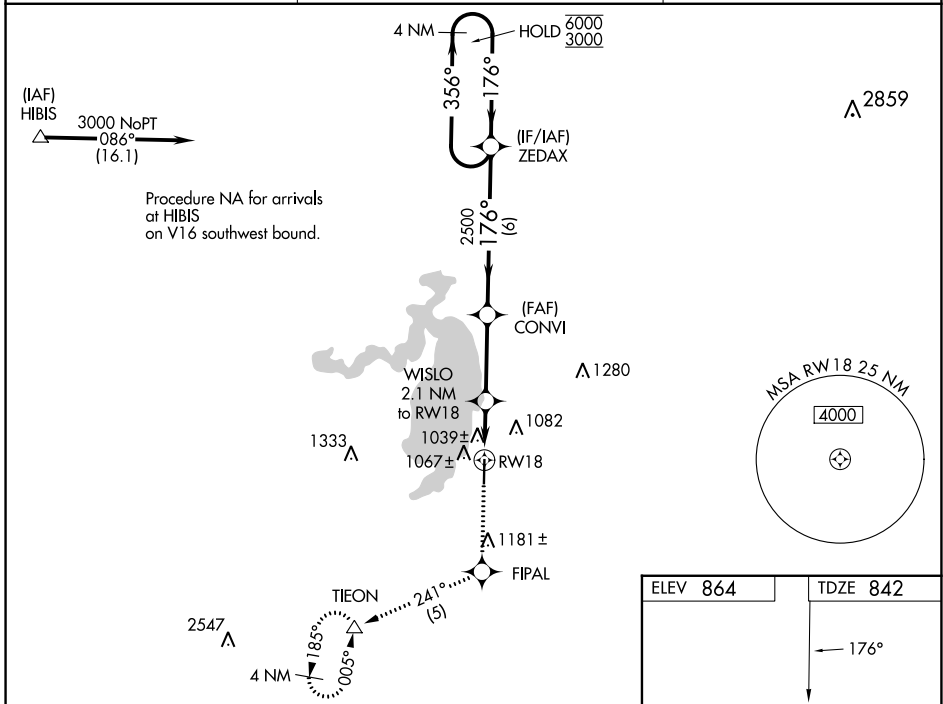 4 NM
HOLD 6000
3000
356°
176°
(IAF)
HIBIS
3000 NoPT
086°
(16.1)
2859
(IF/IAF)
ZEDAX
Procedure NA for arrivals
at HIBIS
on V16 southwest bound.
2500
176°
(6)
(FAF)
CONVI
1280
WISLO
2.1 NM
to RW18
MSA RW18 25 NM
4000
1082
1333
1039±
1067±
RW18
1181±
FIPAL
TIEON
241°
(5)
2547
185°
005°
4 NM
ELEV 864
TDZE 842
176°